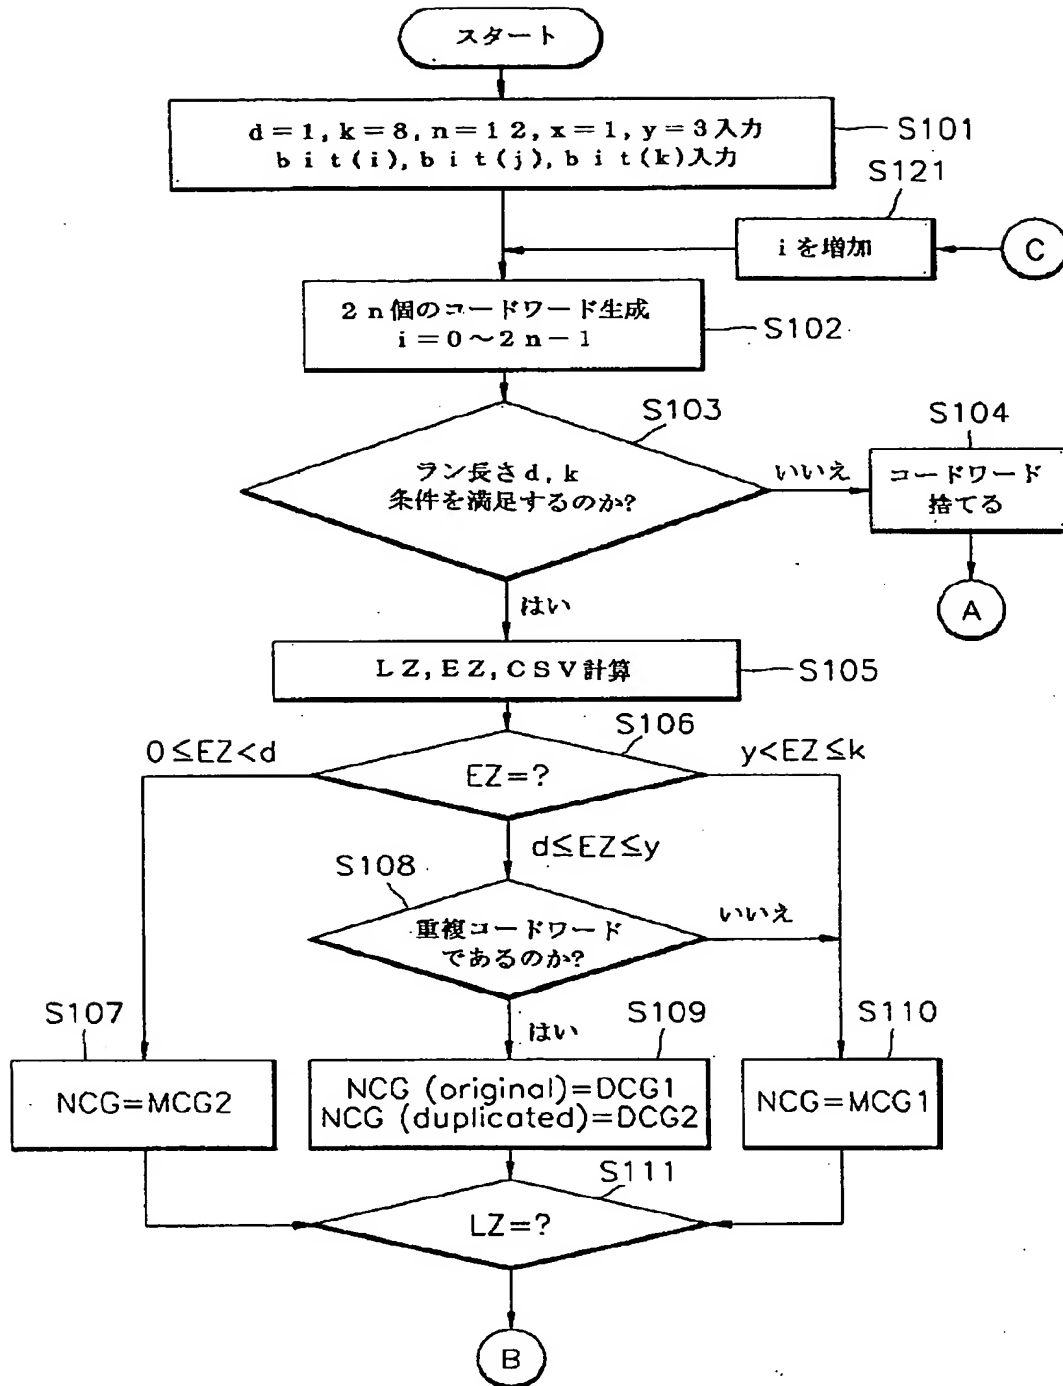 スタート
d=1, k=8, n=12, x=1, y=3入力
bit(i), bit(j), bit(k)入力
S101
S121
iを増加
C
2n個のコードワード生成
i=0～2n-1
S102
S103
ラン長さd, k
条件を満足するのか?
いいえ
S104
コードワード
捨てる
A
はい
LZ, EZ, CSV計算
S105
S106
0≤EZ<d
EZ=?
y<EZ≤k
d≤EZ≤y
S108
重複コードワード
であるのか?
いいえ
はい
S107
NCG=MCG2
S109
NCG (original)=DCG1
NCG (duplicated)=DCG2
S110
NCG=MCG1
S111
LZ=?
B